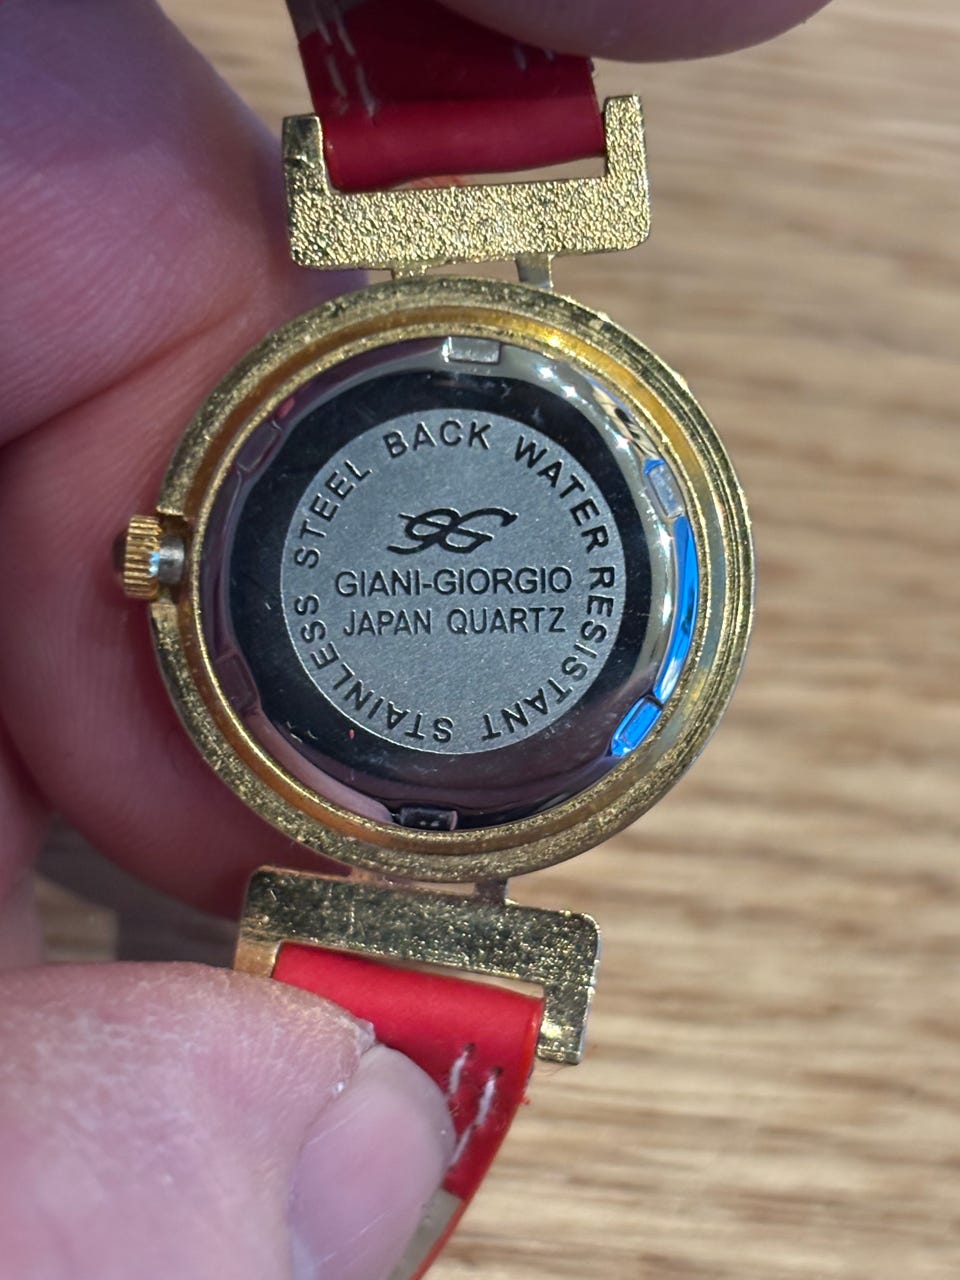 STAINLESS STEEL BACK WATER RESISTANT
GG
GIANI-GIORGIO
JAPAN QUARTZ